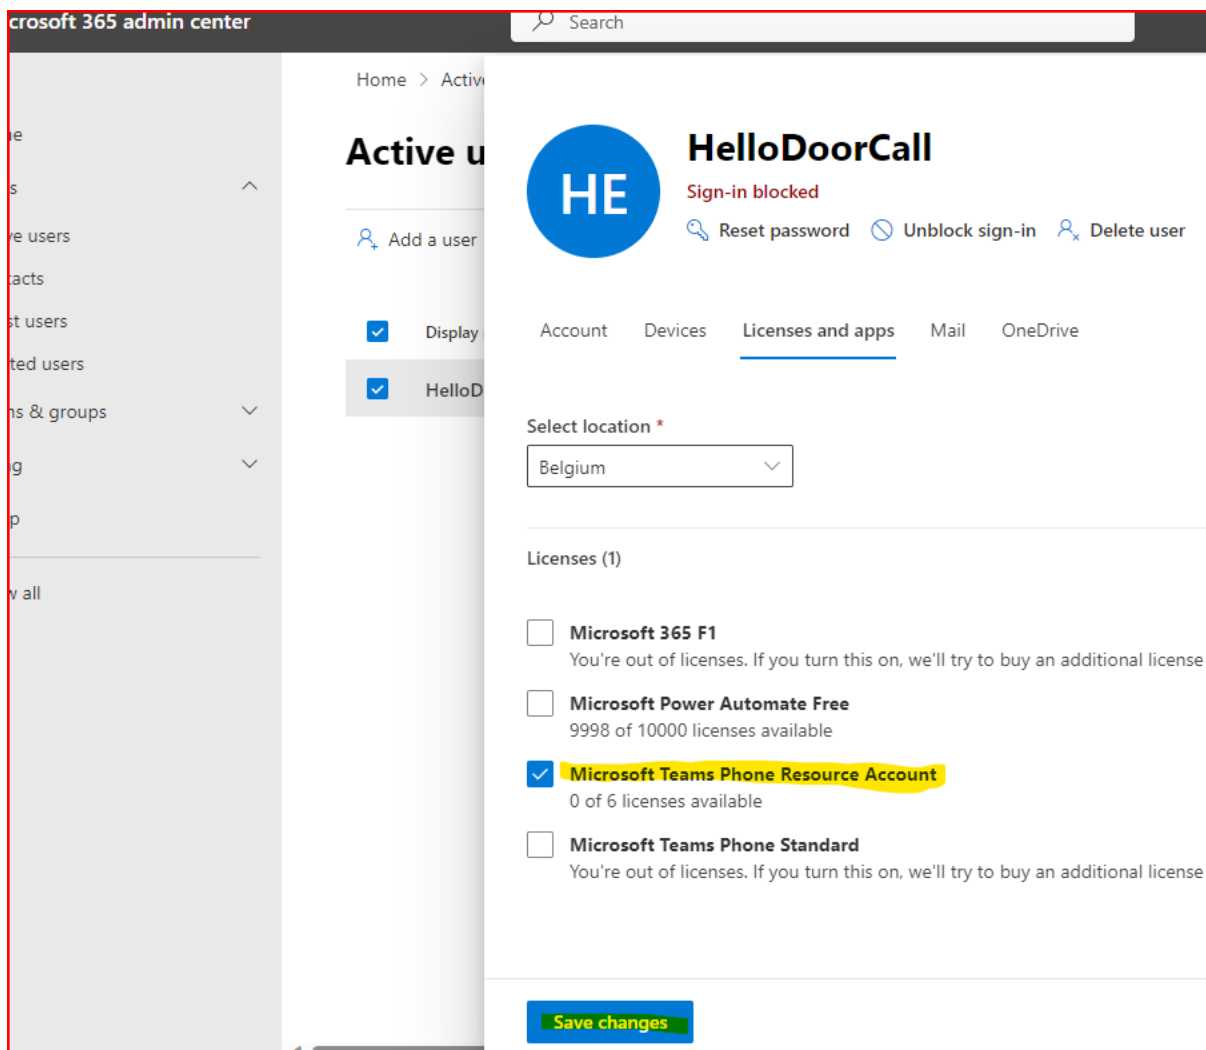 crosoft 365 admin center
Search
Home > Active
HelloDoorCall
Active u
Sign-in blocked
Reset password
Unblock sign-in
Delete user
Add a user
ve users
tacts
st users
ted users
ns & groups
v all
Display
HelloD
Account
Devices
Licenses and apps
Mail
OneDrive
Select location *
Belgium
Licenses (1)
Microsoft 365 F1
You're out of licenses. If you turn this on, we'll try to buy an additional license
Microsoft Power Automate Free
9998 of 10000 licenses available
Microsoft Teams Phone Resource Account
0 of 6 licenses available
Microsoft Teams Phone Standard
You're out of licenses. If you turn this on, we'll try to buy an additional license
Save changes
HE